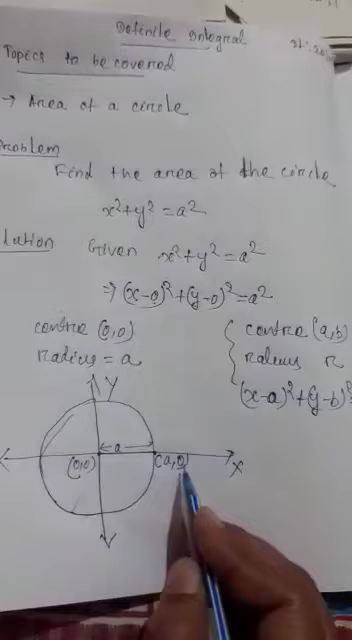 Definite Integral
Topics to be covered
→ Area of a circle
Problem
Find the area of the circle
x²+y²=a²
Given x²+y²=a²
⇒ (x-0)²+(y-0)²=a²
centre (0,0)
radius = a
centre (a,b)
radius r
(x-a)²+(y-b)²
Y
a
(0,0)
(a,0)
X